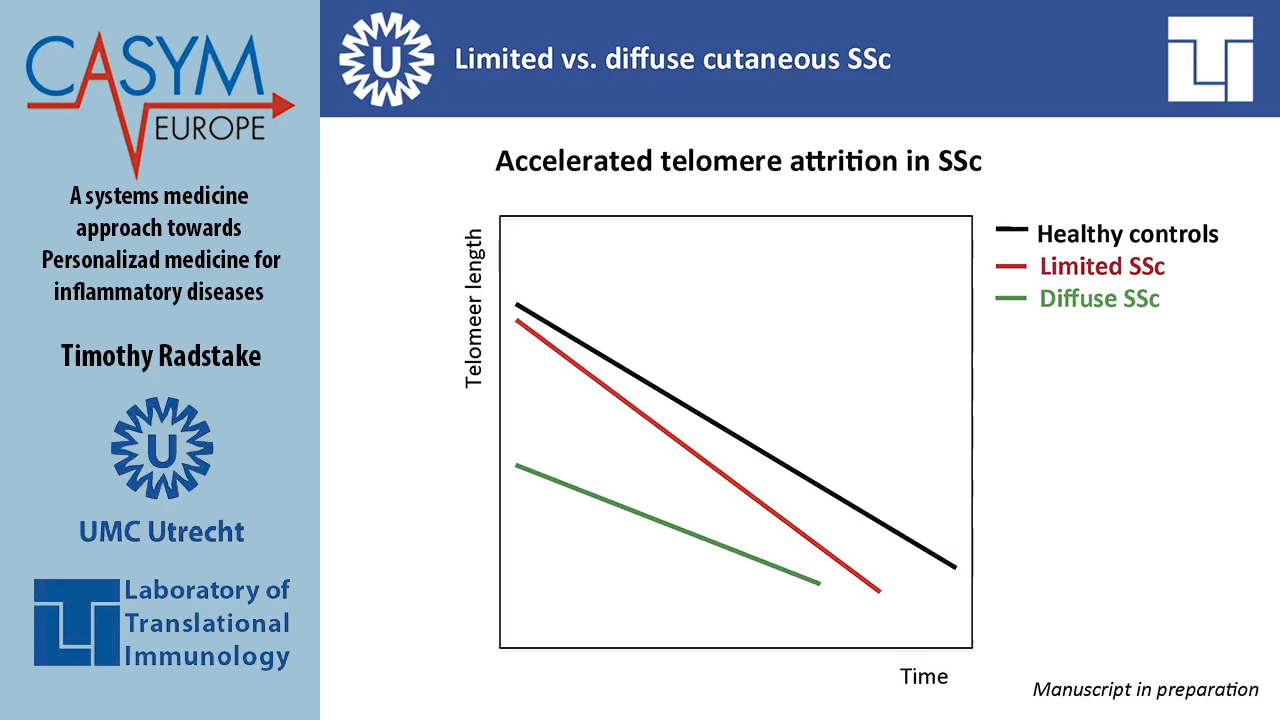 CASYM
EUROPE
A systems medicine
approach towards
Personalizad medicine for
inflammatory diseases
Timothy Radstake
U
UMC Utrecht
LTI
Laboratory of
Translational
Immunology
U
Limited vs. diffuse cutaneous SSc
LTI
Accelerated telomere attrition in SSc
Telomeer length
Time
Healthy controls
Limited SSc
Diffuse SSc
Manuscript in preparation